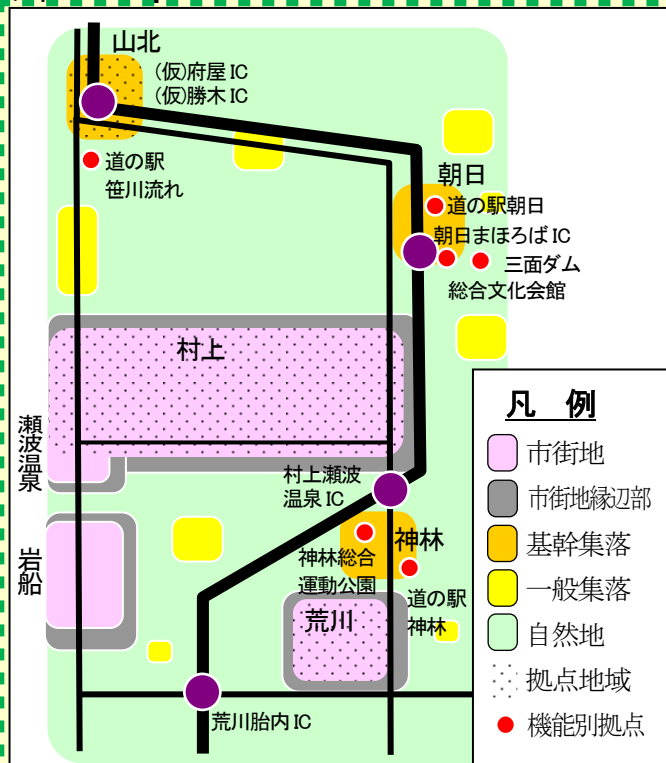 山北
(仮)府屋IC
(仮)勝木IC
道の駅
笹川流れ
朝日
道の駅朝日
朝日まほろばIC
三面ダム
総合文化会館
村上
瀬波温泉
村上瀬波
温泉IC
岩船
神林総合
運動公園
神林
道の駅
神林
荒川
荒川胎内IC
凡 例
市街地
市街地縁辺部
基幹集落
一般集落
自然地
拠点地域
機能別拠点